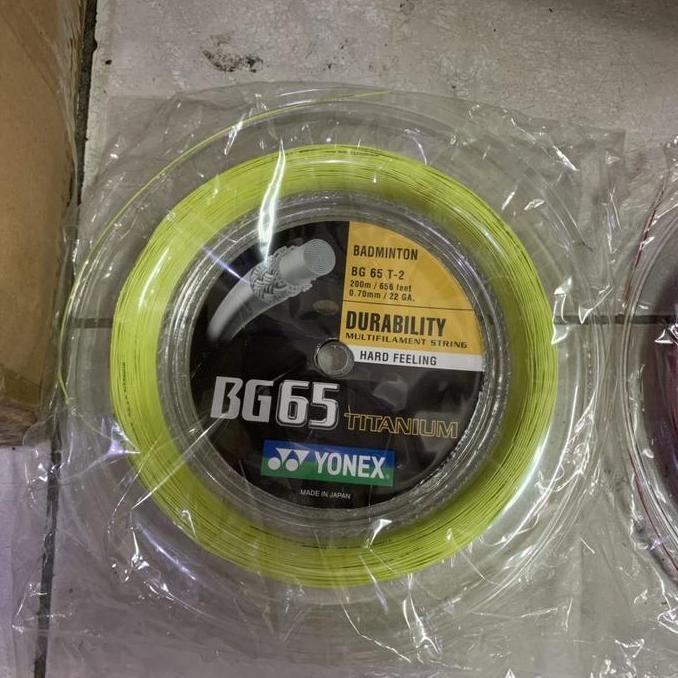 BADMINTON
BG 65 T-2
200m / 656 feet
0.70mm / 22 GA.
DURABILITY
MULTIFILAMENT STRING
HARD FEELING
BG65 TITANIUM
YONEX
MADE IN JAPAN